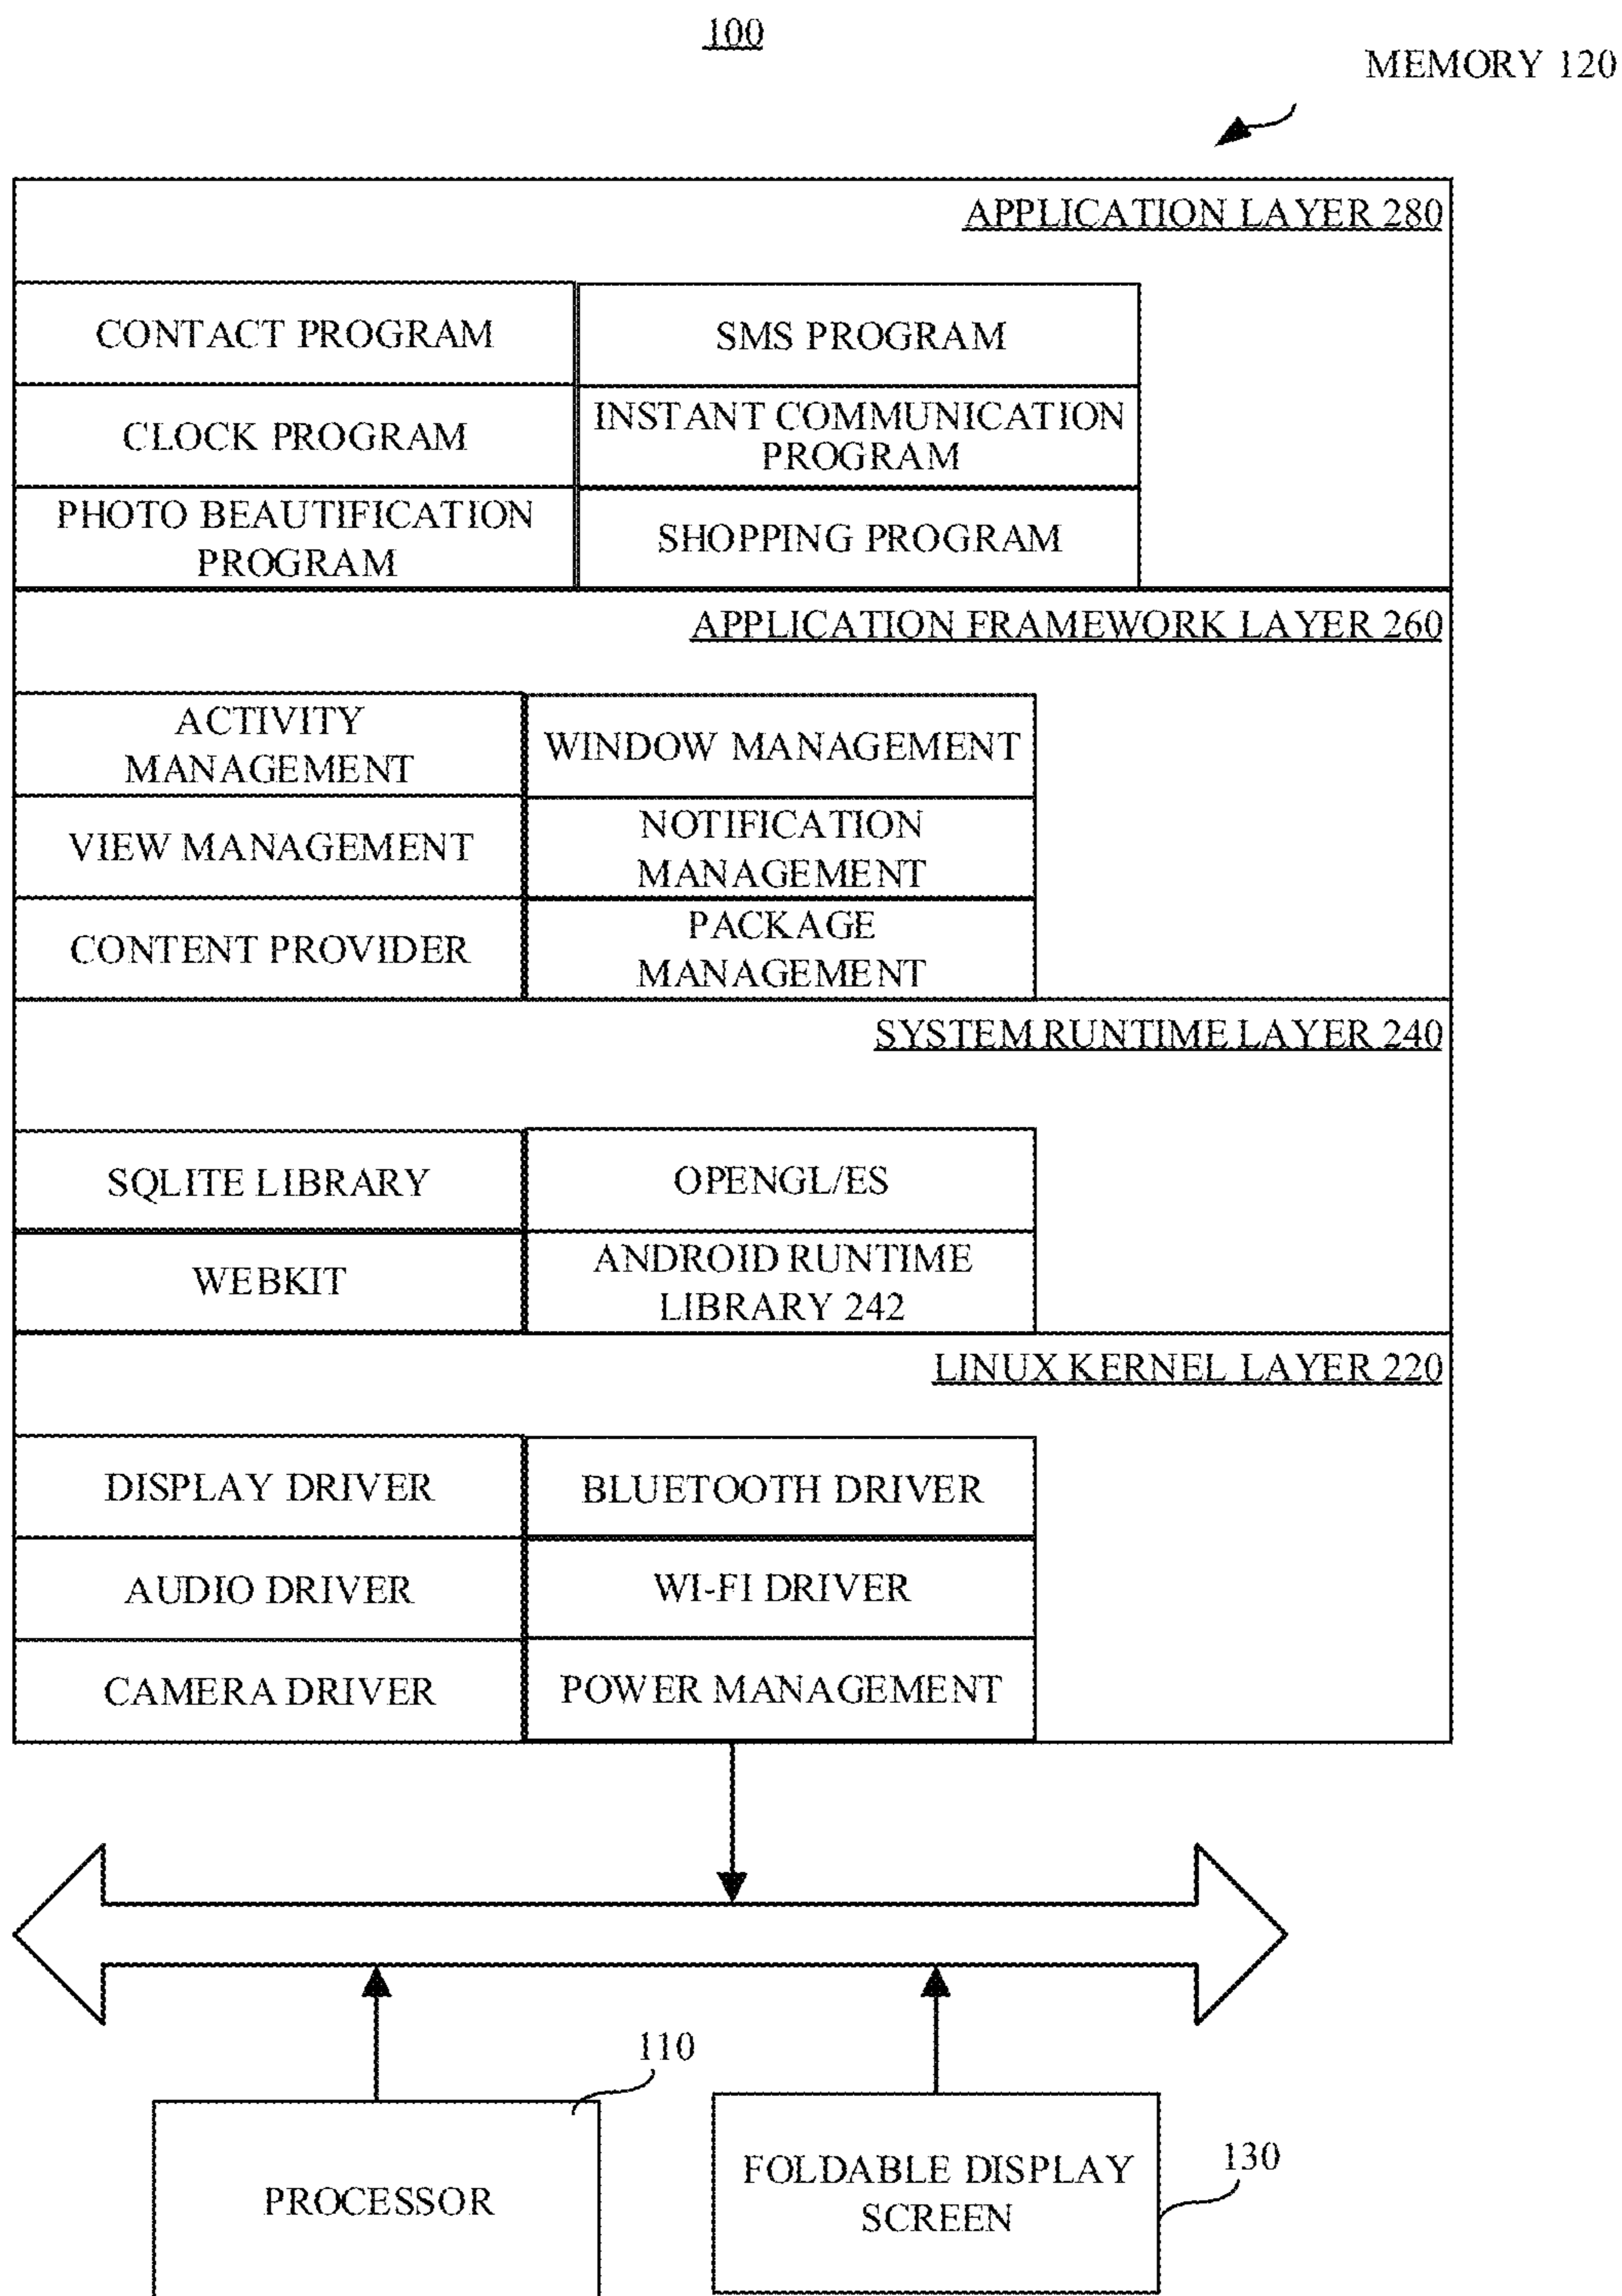 100
MEMORY 120
APPLICATION LAYER 280
CONTACT PROGRAM
SMS PROGRAM
CLOCK PROGRAM
INSTANT COMMUNICATION
PROGRAM
PHOTO BEAUTIFICATION
PROGRAM
SHOPPING PROGRAM
APPLICATION FRAMEWORK LAYER 260
ACTIVITY
MANAGEMENT
WINDOW MANAGEMENT
VIEW MANAGEMENT
NOTIFICATION
MANAGEMENT
CONTENT PROVIDER
PACKAGE
MANAGEMENT
SYSTEM RUNTIME LAYER 240
SQLITE LIBRARY
OPENGL/ES
WEBKIT
ANDROID RUNTIME
LIBRARY 242
LINUX KERNEL LAYER 220
DISPLAY DRIVER
BLUETOOTH DRIVER
AUDIO DRIVER
WI-FI DRIVER
CAMERA DRIVER
POWER MANAGEMENT
110
PROCESSOR
FOLDABLE DISPLAY
SCREEN
130